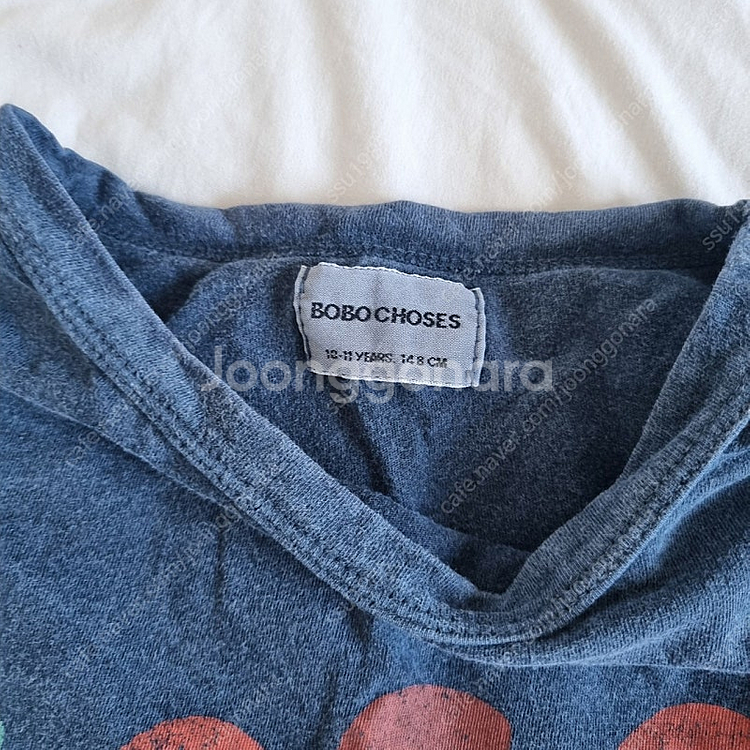 BOBO CHOSES
10-11 YEARS, 148 CM
Joonggonara